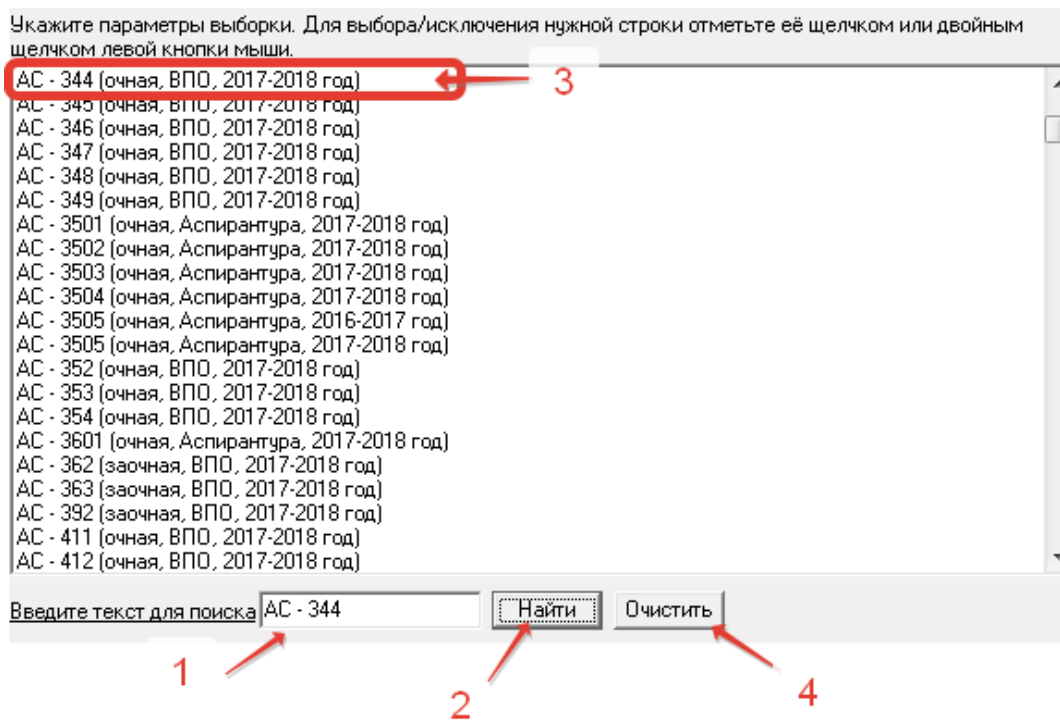 Укажите параметры выборки. Для выбора/исключения нужной строки отметьте её щелчком или двойным
щелчком левой кнопки мыши.
АС - 344 (очная, ВПО, 2017-2018 год)
3
АС - 345 (очная, ВПО, 2017-2018 год)
АС - 346 (очная, ВПО, 2017-2018 год)
АС - 347 (очная, ВПО, 2017-2018 год)
АС - 348 (очная, ВПО, 2017-2018 год)
АС - 349 (очная, ВПО, 2017-2018 год)
АС - 3501 (очная, Аспирантура, 2017-2018 год)
АС - 3502 (очная, Аспирантура, 2017-2018 год)
АС - 3503 (очная, Аспирантура, 2017-2018 год)
АС - 3504 (очная, Аспирантура, 2017-2018 год)
АС - 3505 (очная, Аспирантура, 2016-2017 год)
АС - 3505 (очная, Аспирантура, 2017-2018 год)
АС - 352 (очная, ВПО, 2017-2018 год)
АС - 353 (очная, ВПО, 2017-2018 год)
АС - 354 (очная, ВПО, 2017-2018 год)
АС - 3601 (очная, Аспирантура, 2017-2018 год)
АС - 362 (заочная, ВПО, 2017-2018 год)
АС - 363 (заочная, ВПО, 2017-2018 год)
АС - 392 (заочная, ВПО, 2017-2018 год)
АС - 411 (очная, ВПО, 2017-2018 год)
АС - 412 (очная, ВПО, 2017-2018 год)
Введите текст для поиска АС - 344 Найти Очистить
1 2 4